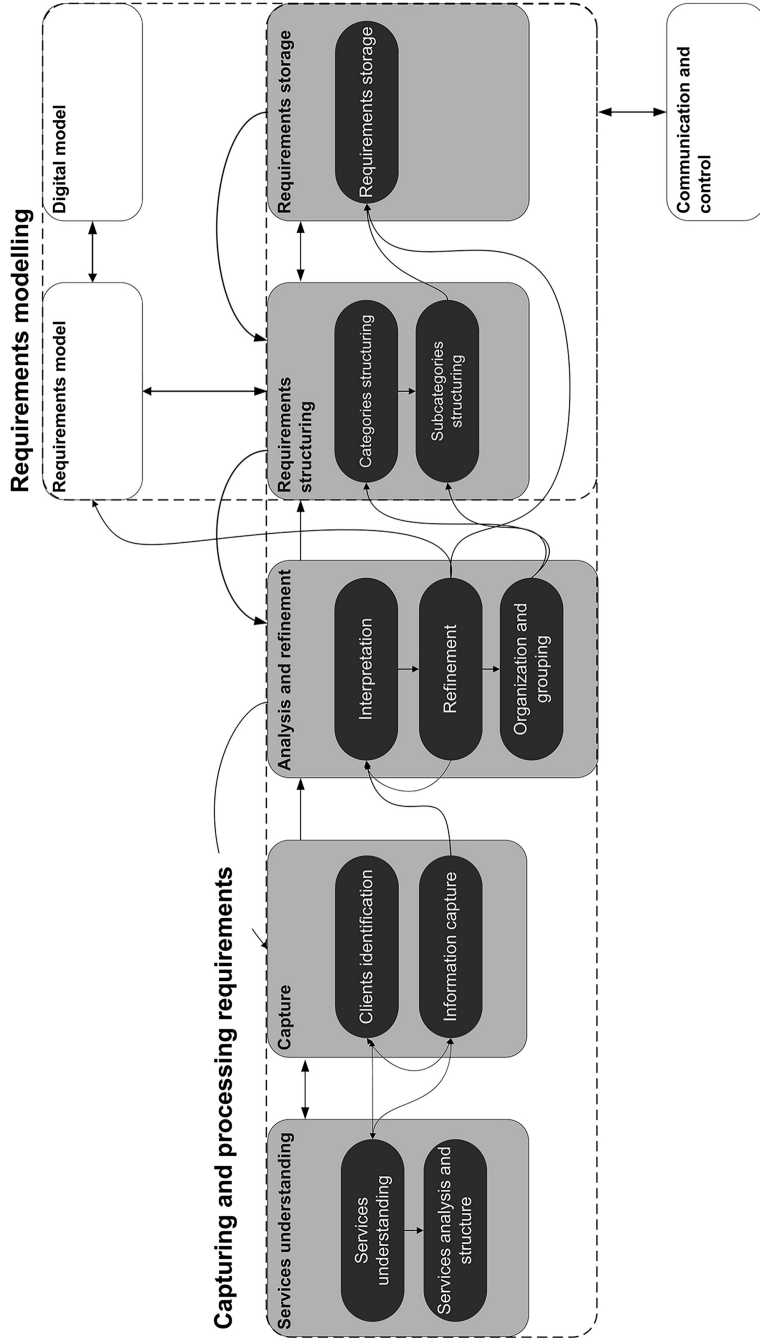 Requirements modelling
Requirements model
Digital model
Capturing and processing requirements
Services understanding
Services
understanding
Services analysis and
structure
Capture
Clients identification
Information capture
Analysis and refinement
Interpretation
Refinement
Organization and
grouping
Requirements
structuring
Categories structuring
Subcategories
structuring
Requirements storage
Requirements storage
Communication and
control